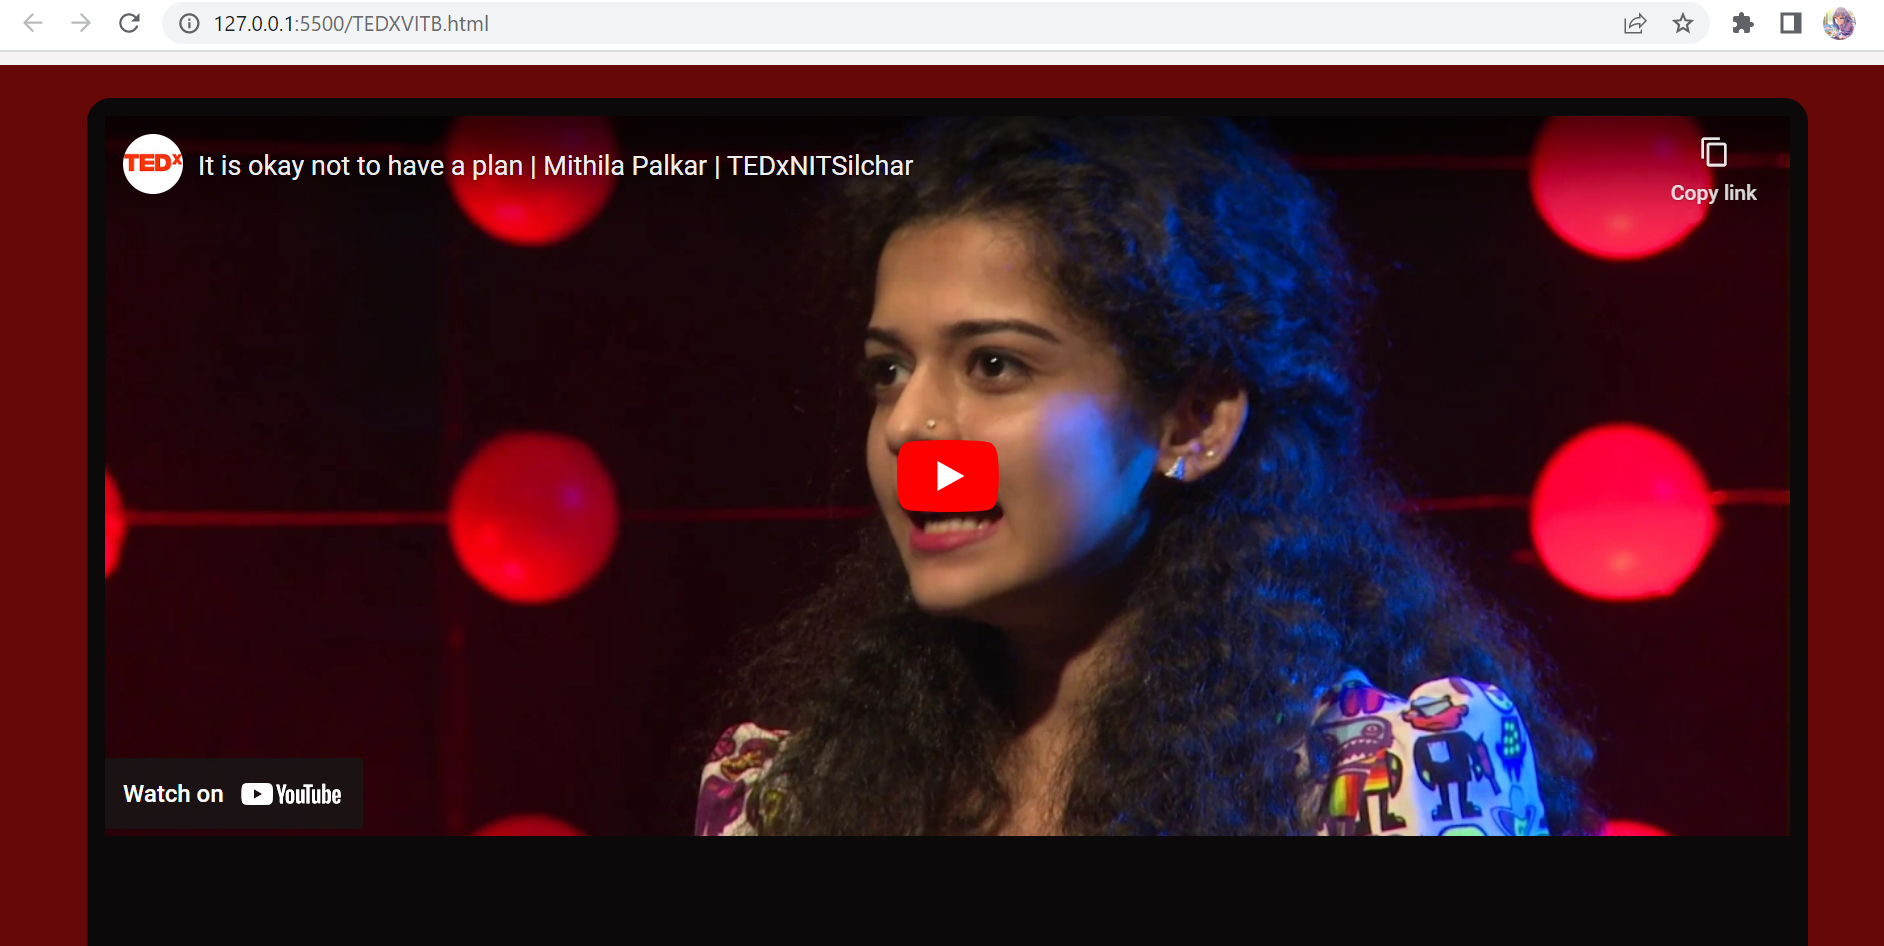 127.0.0.1:5500/TEDXVITB.html
TEDx
It is okay not to have a plan | Mithila Palkar | TEDxNITSilchar
Copy link
Watch on YouTube